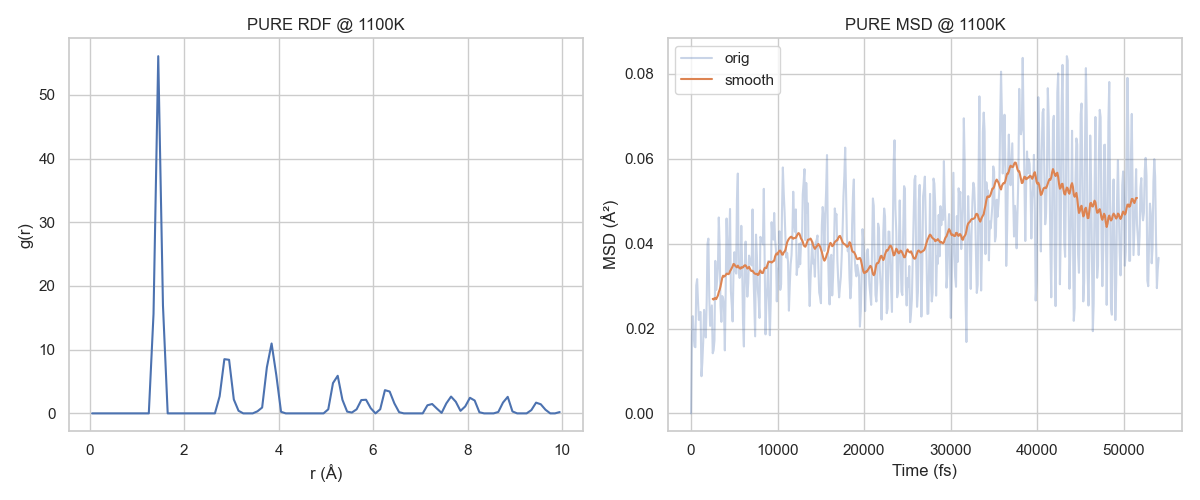 PURE RDF @ 1100K
g(r)
50
40
30
20
10
0
0 2 4 6 8 10
r (Å)
PURE MSD @ 1100K
orig
smooth
MSD (Å²)
0.08
0.06
0.04
0.02
0.00
0 10000 20000 30000 40000 50000
Time (fs)